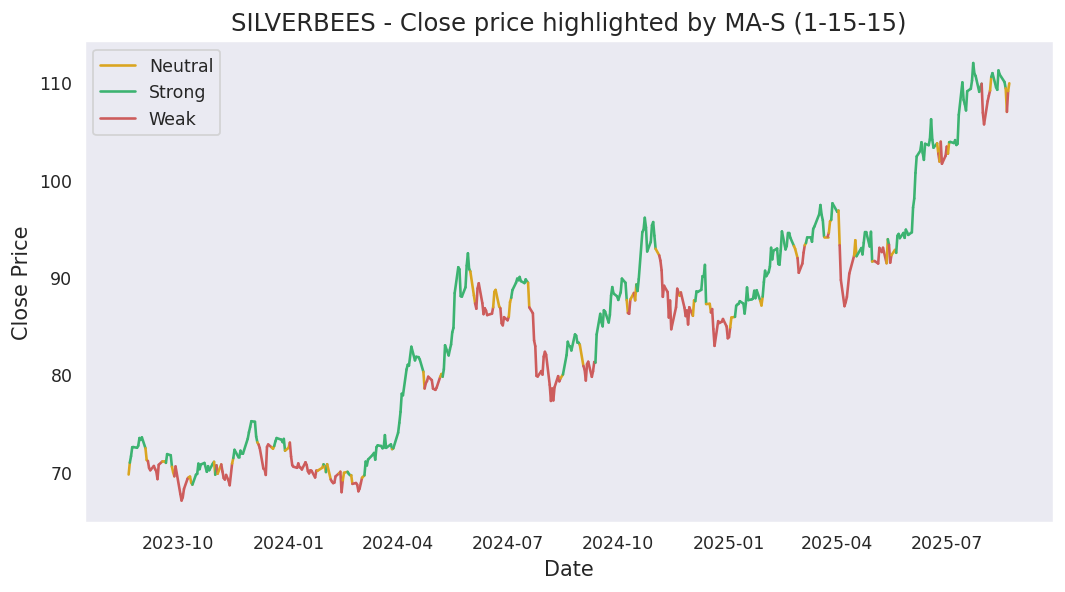 SILVERBEES - Close price highlighted by MA-S (1-15-15)
Neutral
Strong
Weak
Close Price
110
100
90
80
70
2023-10 2024-01 2024-04 2024-07 2024-10 2025-01 2025-04 2025-07
Date